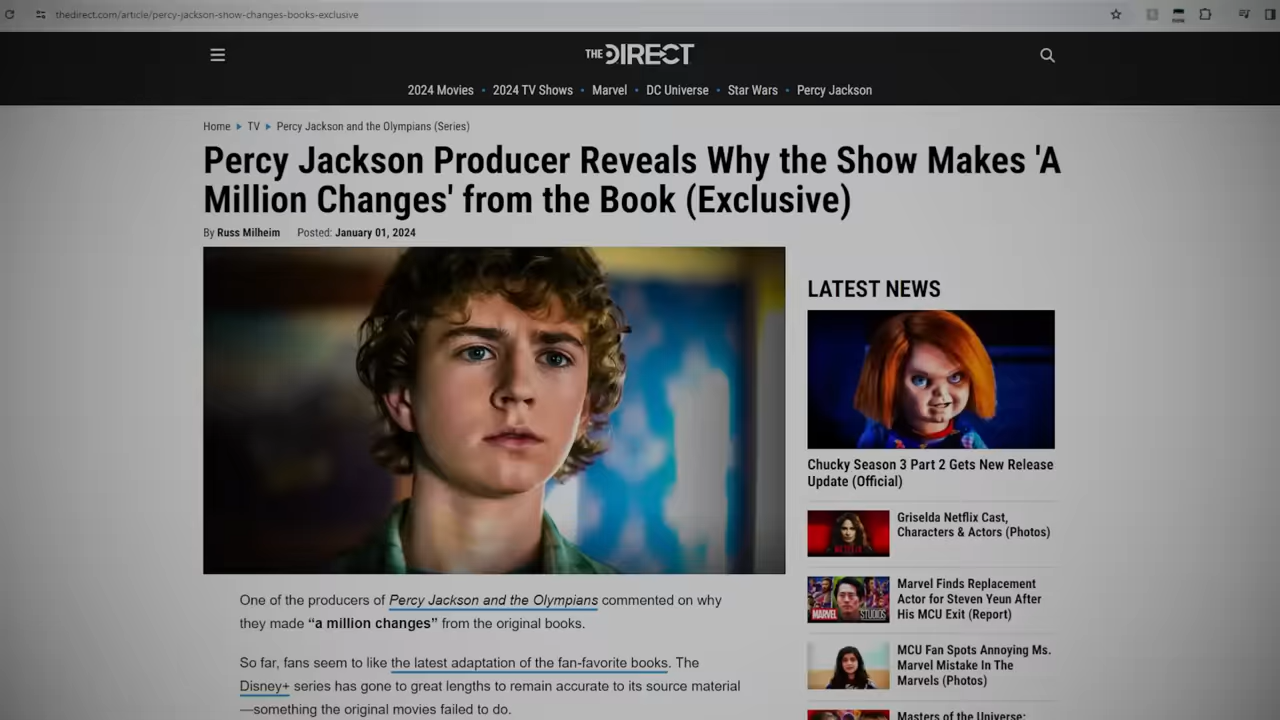 thedirect.com/article/percy-jackson-show-changes-books-exclusive
THE DIRECT
2024 Movies • 2024 TV Shows • Marvel • DC Universe • Star Wars • Percy Jackson
Home ▸ TV ▸ Percy Jackson and the Olympians (Series)
Percy Jackson Producer Reveals Why the Show Makes 'A
Million Changes' from the Book (Exclusive)
By Russ Milheim Posted: January 01, 2024
One of the producers of Percy Jackson and the Olympians commented on why
they made “a million changes” from the original books.
So far, fans seem to like the latest adaptation of the fan-favorite books. The
Disney+ series has gone to great lengths to remain accurate to its source material
—something the original movies failed to do.
LATEST NEWS
Chucky Season 3 Part 2 Gets New Release
Update (Official)
Griselda Netflix Cast,
Characters & Actors (Photos)
MARVEL STUDIOS
Marvel Finds Replacement
Actor for Steven Yeun After
His MCU Exit (Report)
MCU Fan Spots Annoying Ms.
Marvel Mistake In The
Marvels (Photos)
Masters of the Universe: